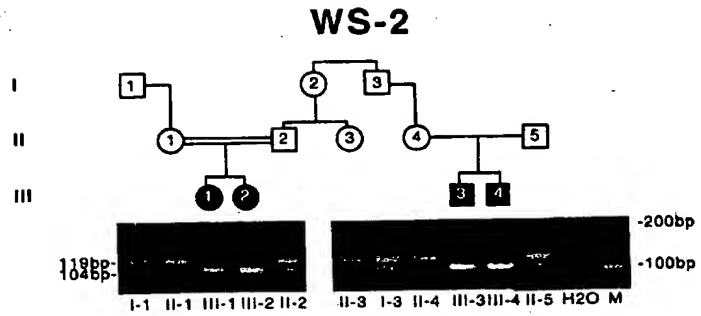 WS-2
I 1 2 3
II 1 2 3 4 5
III 1 2 3 4
-200bp
119bp-
104bp-
-100bp
I-1 II-1 III-1 III-2 II-2 II-3 I-3 II-4 III-3 III-4 II-5 H2O M